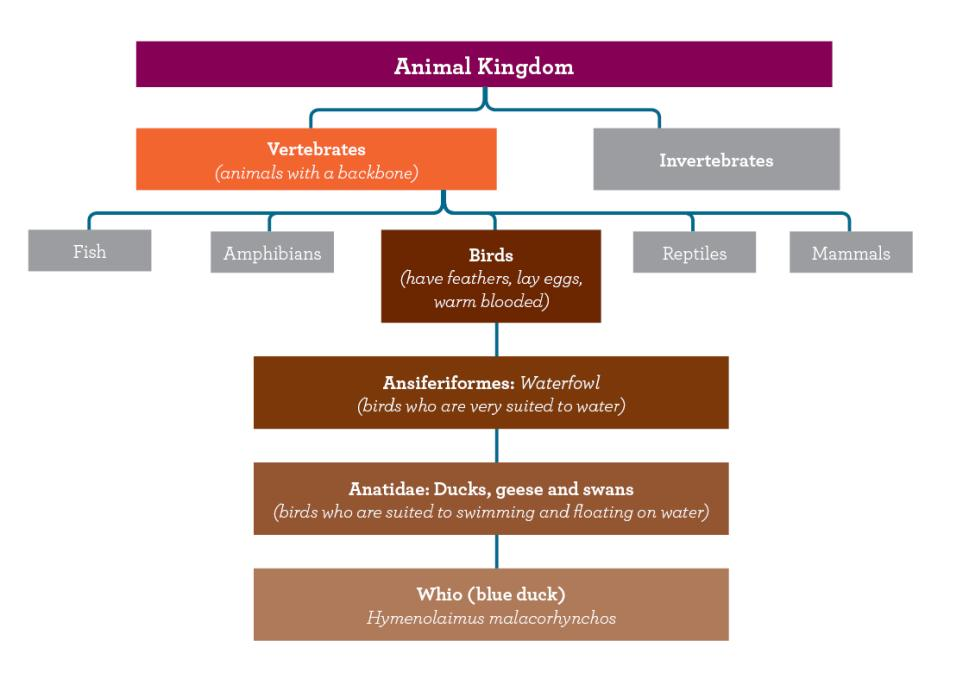 Animal Kingdom
Vertebrates
(animals with a backbone)
Invertebrates
Fish
Amphibians
Birds
(have feathers, lay eggs,
warm blooded)
Reptiles
Mammals
Ansiferiformes: Waterfowl
(birds who are very suited to water)
Anatidae: Ducks, geese and swans
(birds who are suited to swimming and floating on water)
Whio (blue duck)
Hymenolaimus malacorhynchos